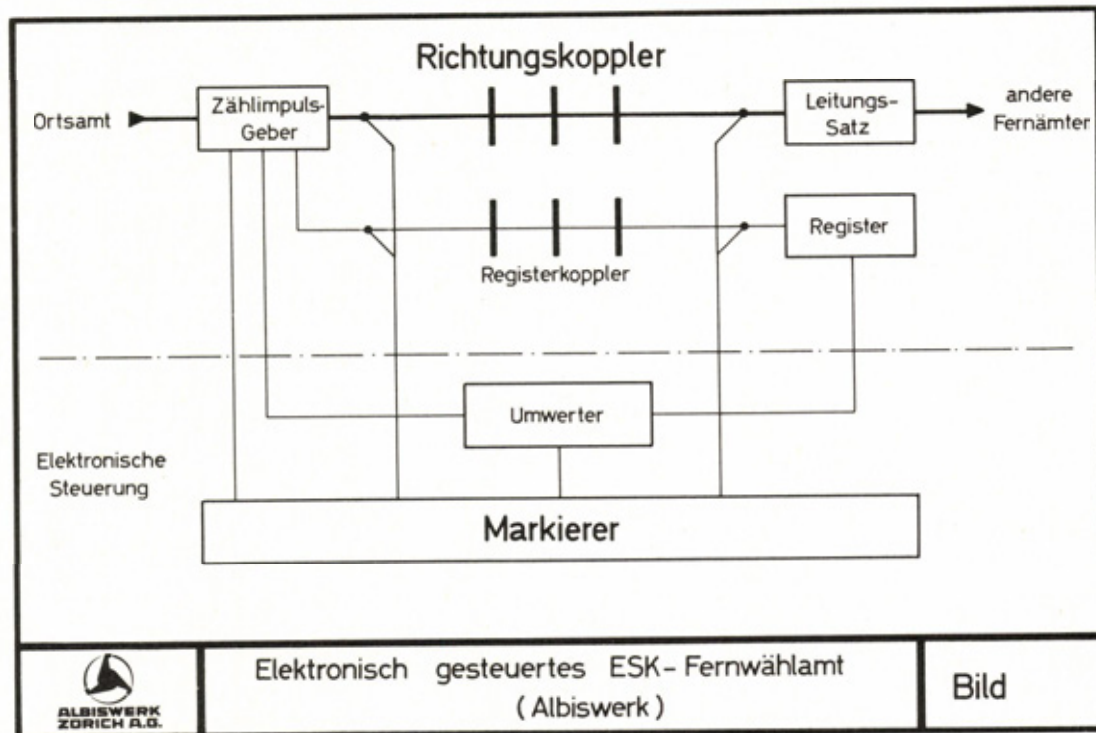 Richtungskoppler
Ortsamt
Zählimpuls-
Geber
Leitungs-
Satz
andere
Fernämter
Register
Registerkoppler
Umwerter
Elektronische
Steuerung
Markierer
ALBISWERK
ZÜRICH A.G.
Elektronisch gesteuertes ESK-Fernwählamt
(Albiswerk)
Bild